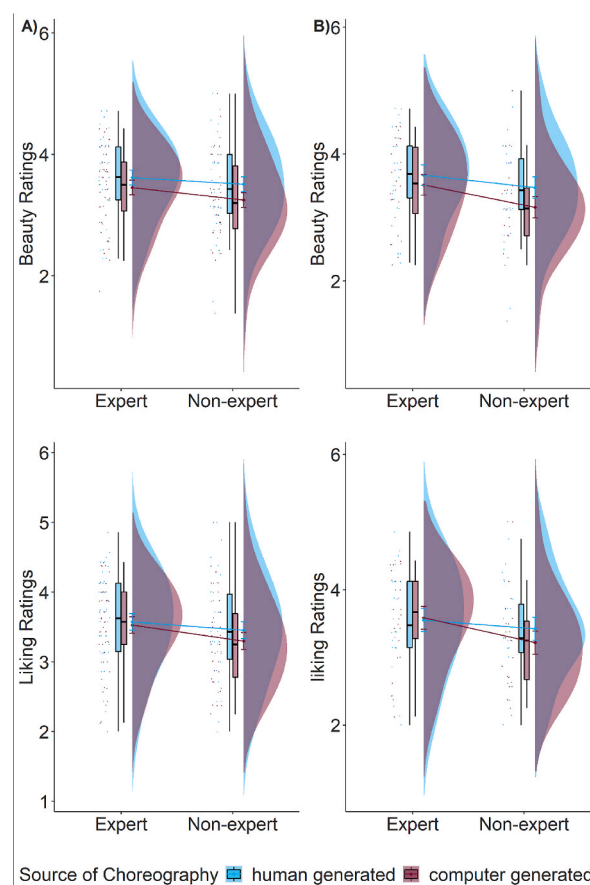 A)
6
4
2
Beauty Ratings
Expert Non-expert
B)
6
4
2
Beauty Ratings
Expert Non-expert
6
5
4
3
2
1
Liking Ratings
Expert Non-expert
6
4
2
liking Ratings
Expert Non-expert
Source of Choreography human generated computer generated